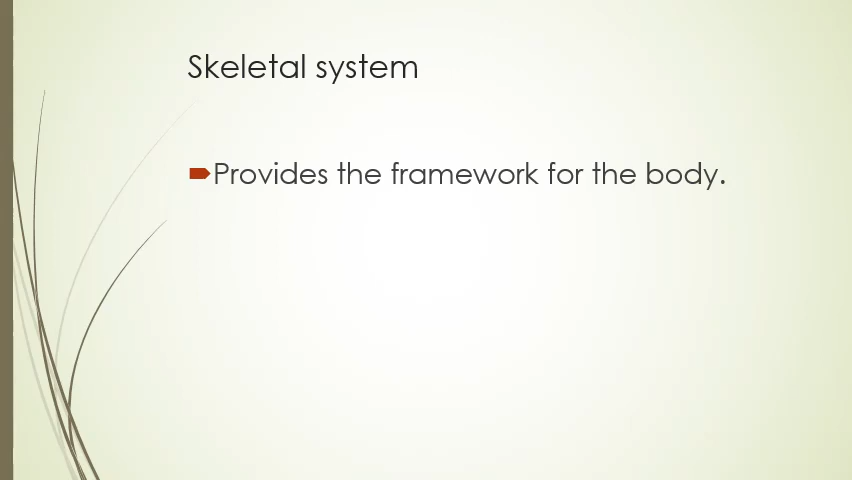 Skeletal system
Provides the framework for the body.